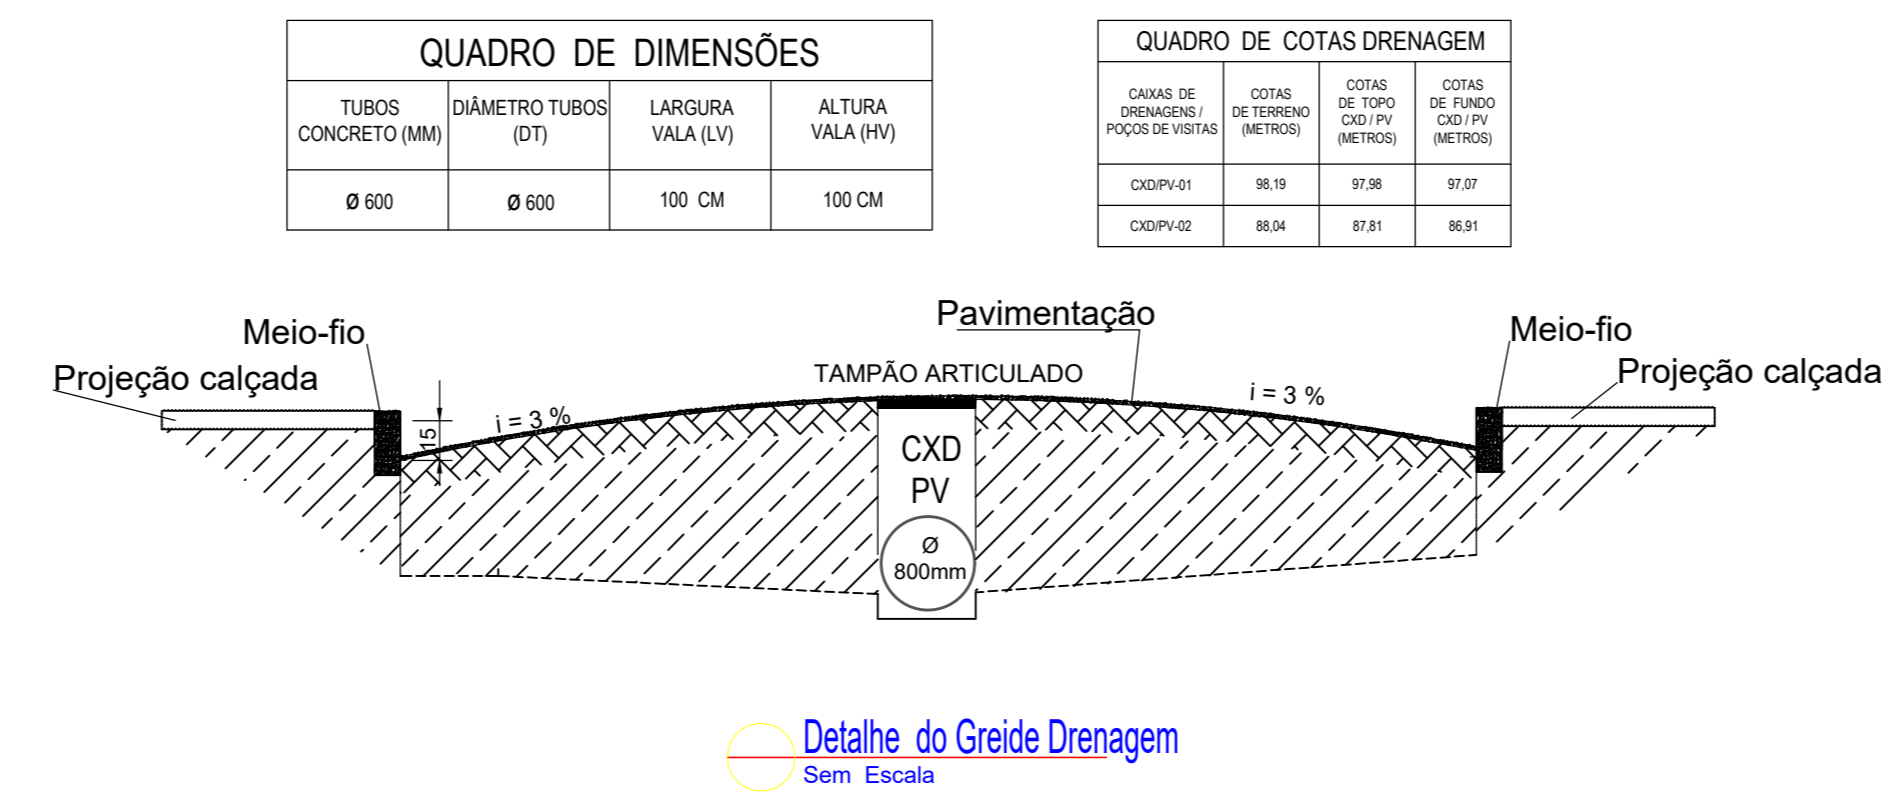 QUADRO DE DIMENSÕES
TUBOS
CONCRETO (MM)
DIÂMETRO TUBOS
(DT)
LARGURA
VALA (LV)
ALTURA
VALA (HV)
Ø 600
Ø 600
100 CM
100 CM
QUADRO DE COTAS DRENAGEM
CAIXAS DE
DRENAGENS /
POÇOS DE VISITAS
COTAS
DE TERRENO
(METROS)
COTAS
DE TOPO
CXD / PV
(METROS)
COTAS
DE FUNDO
CXD / PV
(METROS)
CXD/PV-01
98,19
97,98
97,07
CXD/PV-02
88,04
87,81
86,91
Meio-fio
Projeção calçada
Pavimentação
TAMPÃO ARTICULADO
Meio-fio
Projeção calçada
i = 3 %
i = 3 %
15
CXD
PV
Ø
800mm
Detalhe do Greide Drenagem
Sem Escala